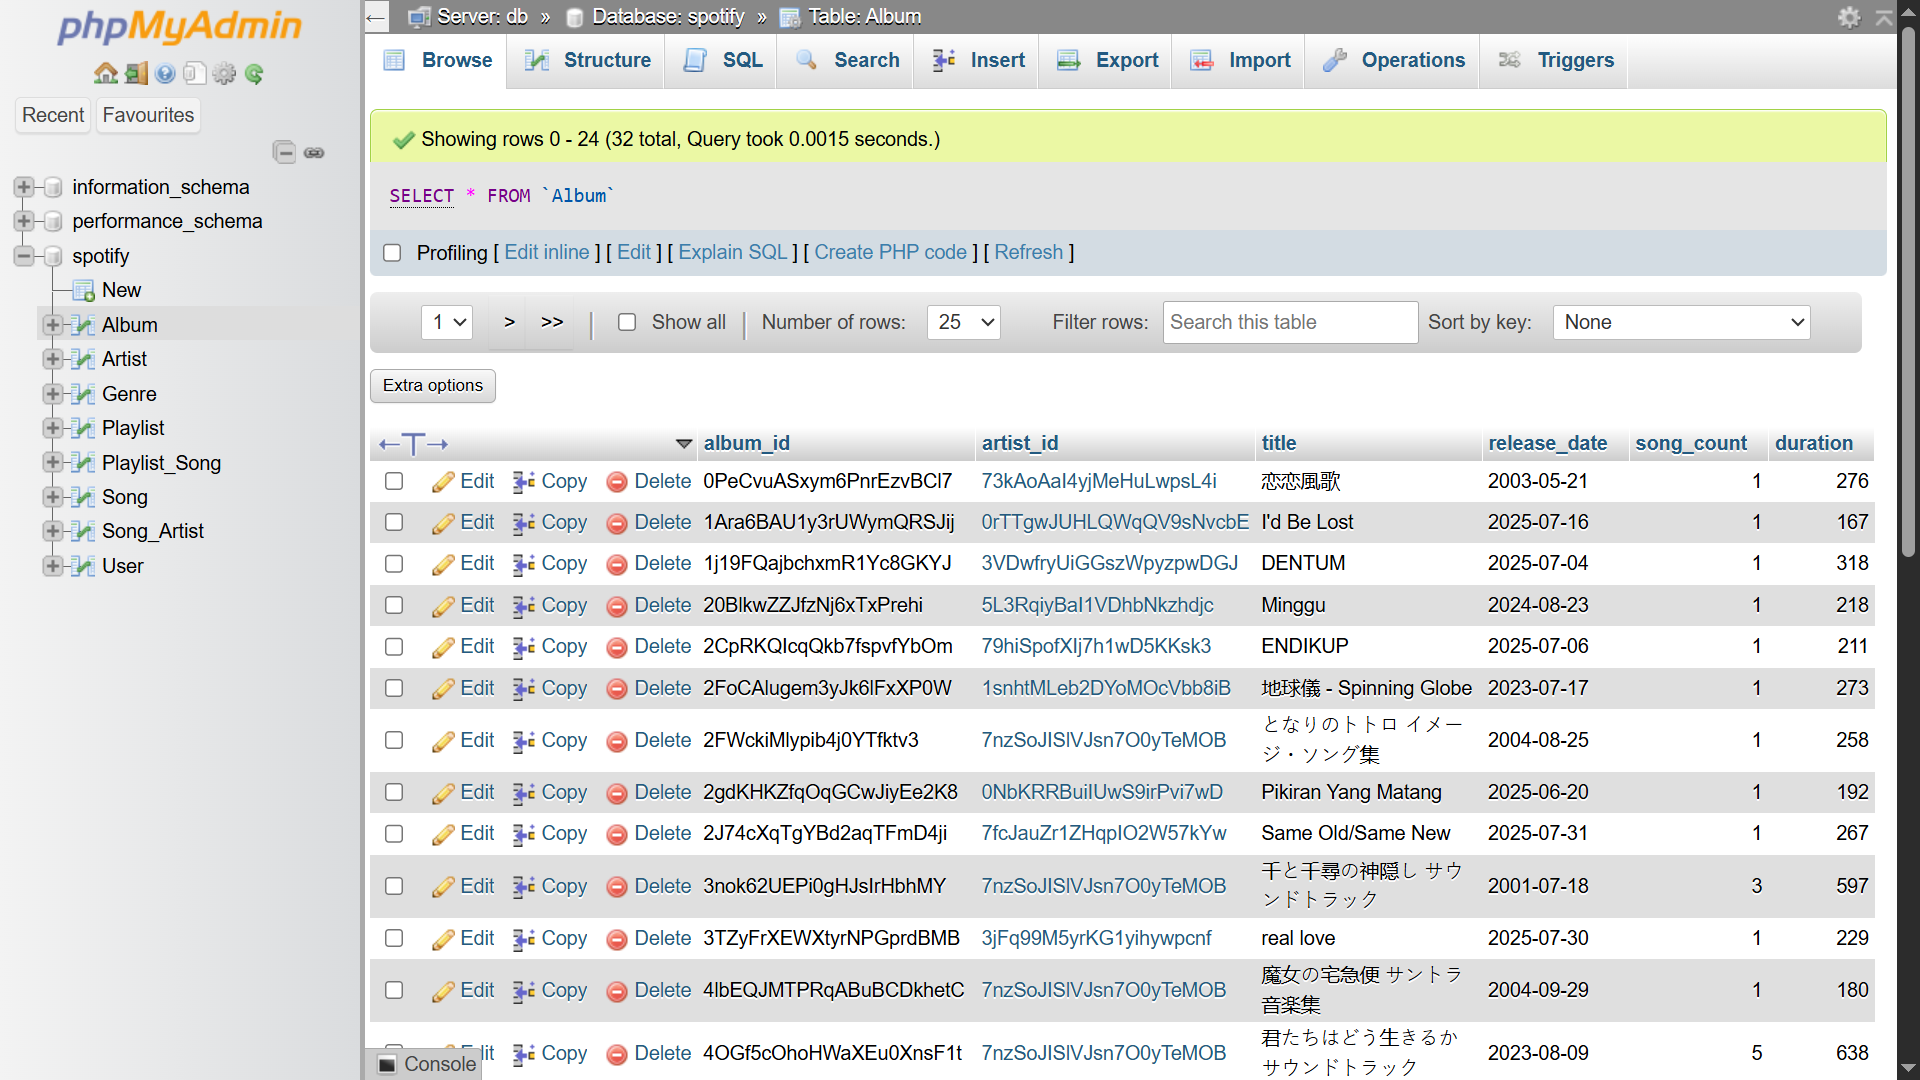 phpMyAdmin
Recent
Favourites
information_schema
performance_schema
spotify
New
Album
Artist
Genre
Playlist
Playlist_Song
Song
Song_Artist
User
Server: db » Database: spotify » Table: Album
Browse Structure SQL Search Insert Export Import Operations Triggers
Showing rows 0 - 24 (32 total, Query took 0.0015 seconds.)
SELECT * FROM `Album`
Profiling [ Edit inline ] [ Edit ] [ Explain SQL ] [ Create PHP code ] [ Refresh ]
1 > >> | Show all | Number of rows: 25 Filter rows: Search this table Sort by key: None
Extra options
←T→ album_id artist_id title release_date song_count duration
Edit Copy Delete 0PeCvuASxym6PnrEzvBCl7 73kAoAaI4yjMeHuLwpsL4i 恋恋風歌 2003-05-21 1 276
Edit Copy Delete 1Ara6BAU1y3rUWymQRSJij 0rTTgwJUHLQWqQV9sNvcbE I'd Be Lost 2025-07-16 1 167
Edit Copy Delete 1j19FQajbchxmR1Yc8GKYJ 3VDwfryUiGGszWpyzpwDGJ DENTUM 2025-07-04 1 318
Edit Copy Delete 20BlkwZZJfzNj6xTxPrehi 5L3RqiyBaI1VDhbNkzhdjc Minggu 2024-08-23 1 218
Edit Copy Delete 2CpRKQIcqQkb7fspvfYbOm 79hiSpofXIj7h1wD5KKsk3 ENDIKUP 2025-07-06 1 211
Edit Copy Delete 2FoCAlugem3yJk6lFxXP0W 1snhtMLeb2DYoMOcVbb8iB 地球儀 - Spinning Globe 2023-07-17 1 273
Edit Copy Delete 2FWckiMlypib4j0YTfktv3 7nzSoJISlVJsn7O0yTeMOB となりのトトロ イメー
ジ・ソング集 2004-08-25 1 258
Edit Copy Delete 2gdKHKZfqOqGCwJiyEe2K8 0NbKRRBuiIUwS9irPvi7wD Pikiran Yang Matang 2025-06-20 1 192
Edit Copy Delete 2J74cXqTgYBd2aqTFmD4ji 7fcJauZr1ZHqpIO2W57kYw Same Old/Same New 2025-07-31 1 267
Edit Copy Delete 3nok62UEPi0gHJsIrHbhMY 7nzSoJISlVJsn7O0yTeMOB 千と千尋の神隠し サウ
ンドトラック 2001-07-18 3 597
Edit Copy Delete 3TZyFrXEWXtyrNPGprdBMB 3jFq99M5yrKG1yihywpcnf real love 2025-07-30 1 229
Edit Copy Delete 4lbEQJMTPRqABuBCDkhetC 7nzSoJISlVJsn7O0yTeMOB 魔女の宅急便 サントラ
音楽集 2004-09-29 1 180
Copy Delete 4OGf5cOhoHWaXEu0XnsF1t 7nzSoJISlVJsn7O0yTeMOB 君たちはどう生きるか
サウンドトラック 2023-08-09 5 638
Console